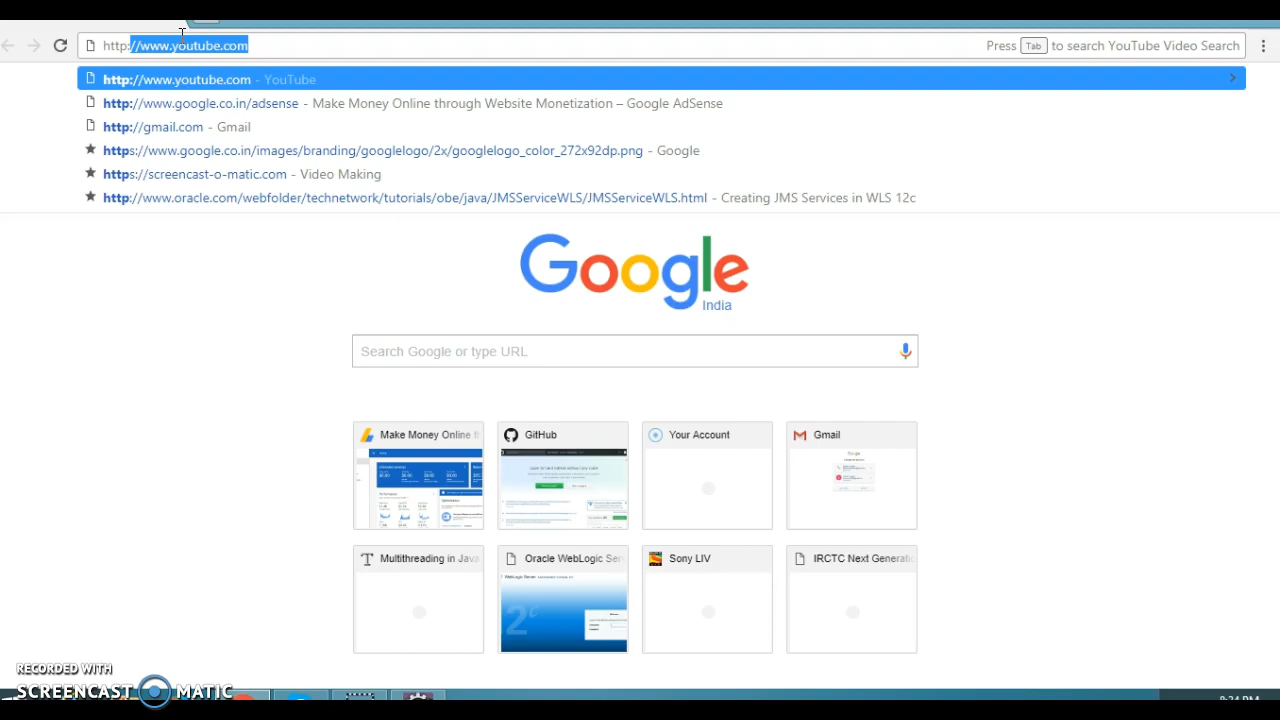 http://www.youtube.com
Press Tab to search YouTube Video Search
http://www.youtube.com - YouTube
http://www.google.co.in/adsense - Make Money Online through Website Monetization – Google AdSense
http://gmail.com - Gmail
https://www.google.co.in/images/branding/googlelogo/2x/googlelogo_color_272x92dp.png - Google
https://screencast-o-matic.com - Video Making
http://www.oracle.com/webfolder/technetwork/tutorials/obe/java/JMSServiceWLS/JMSServiceWLS.html - Creating JMS Services in WLS 12c
Google
India
Search Google or type URL
Make Money Online th
GitHub
Your Account
Gmail
Multithreading in Java
Oracle WebLogic Ser
Sony LIV
IRCTC Next Generatio
RECORDED WITH
SCREENCAST MATIC